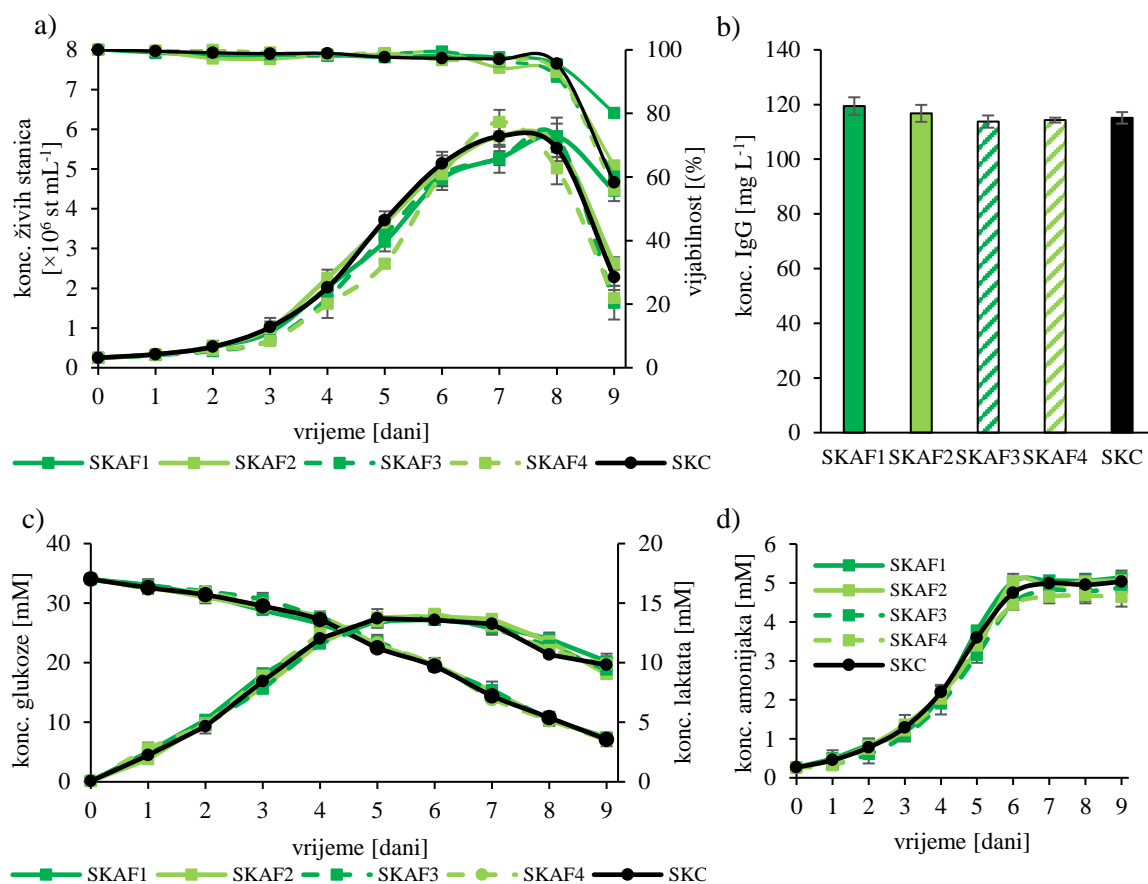 a)
konc. živih stanica
[×10⁶ st mL⁻¹]
8
7
6
5
4
3
2
1
0
100
80
60
40
20
0
vijabilnost [(%)
0 1 2 3 4 5 6 7 8 9
vrijeme [dani]
SKAF1 SKAF2 SKAF3 SKAF4 SKC
b)
konc. IgG [mg L⁻¹]
140
120
100
80
60
40
20
0
SKAF1 SKAF2 SKAF3 SKAF4 SKC
c)
konc. glukoze [mM]
40
30
20
10
0
20
15
10
5
0
konc. laktata [mM]
0 1 2 3 4 5 6 7 8 9
vrijeme [dani]
SKAF1 SKAF2 SKAF3 SKAF4 SKC
d)
konc. amonijaka [mM]
6
5
4
3
2
1
0
SKAF1
SKAF2
SKAF3
SKAF4
SKC
0 1 2 3 4 5 6 7 8 9
vrijeme [dani]